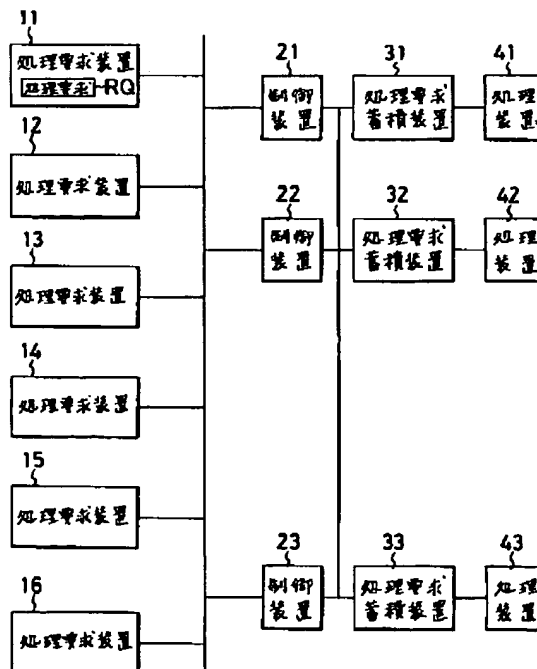 11
処理要求装置
処理要求 RQ
12
処理要求装置
13
処理要求装置
14
処理要求装置
15
処理要求装置
16
処理要求装置
21
制御
装置
31
処理要求
蓄積装置
41
処理
装置
22
制御
装置
32
処理要求
蓄積装置
42
処理
装置
23
制御
装置
33
処理要求
蓄積装置
43
処理
装置